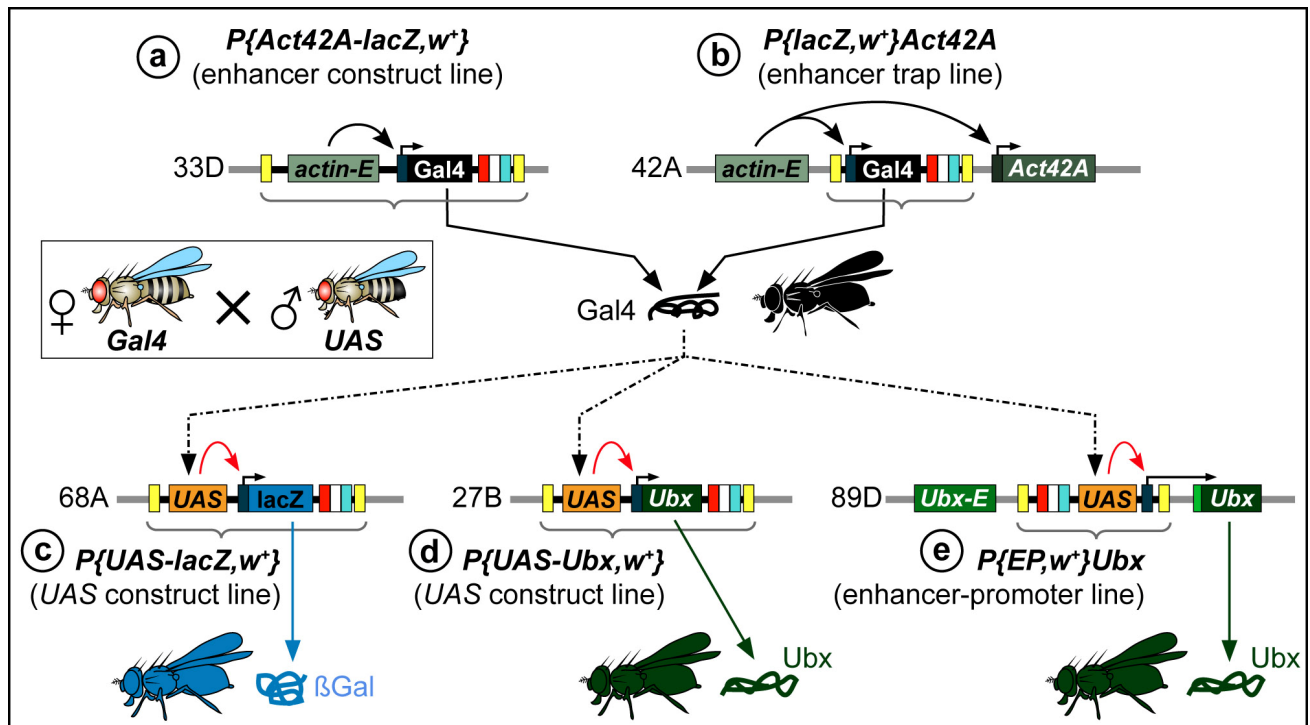 a
P{Act42A-lacZ,w⁺}
(enhancer construct line)
b
P{lacZ,w⁺}Act42A
(enhancer trap line)
33D
actin-E
Gal4
42A
actin-E
Gal4
Act42A
♀
Gal4
×
♂
UAS
Gal4
68A
UAS
lacZ
27B
UAS
Ubx
89D
Ubx-E
UAS
Ubx
c
P{UAS-lacZ,w⁺}
(UAS construct line)
d
P{UAS-Ubx,w⁺}
(UAS construct line)
e
P{EP,w⁺}Ubx
(enhancer-promoter line)
ßGal
Ubx
Ubx